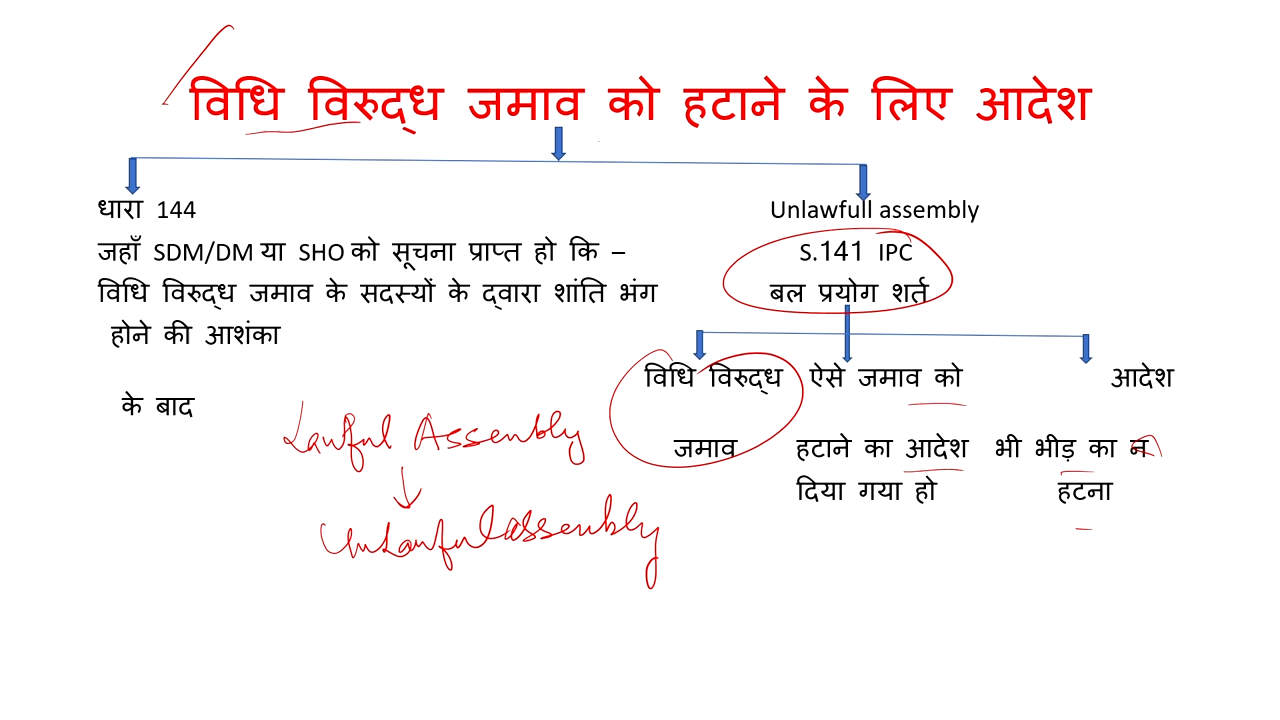 विधि विरुद्ध जमाव को हटाने के लिए आदेश
धारा 144
जहाँ SDM/DM या SHO को सूचना प्राप्त हो कि –
विधि विरुद्ध जमाव के सदस्यों के द्वारा शांति भंग
होने की आशंका
के बाद
Unlawfull assembly
S.141 IPC
बल प्रयोग शर्त
विधि विरुद्ध ऐसे जमाव को आदेश
जमाव हटाने का आदेश भी भीड़ का न
दिया गया हो हटना
Lawful Assembly
UnLawful assembly